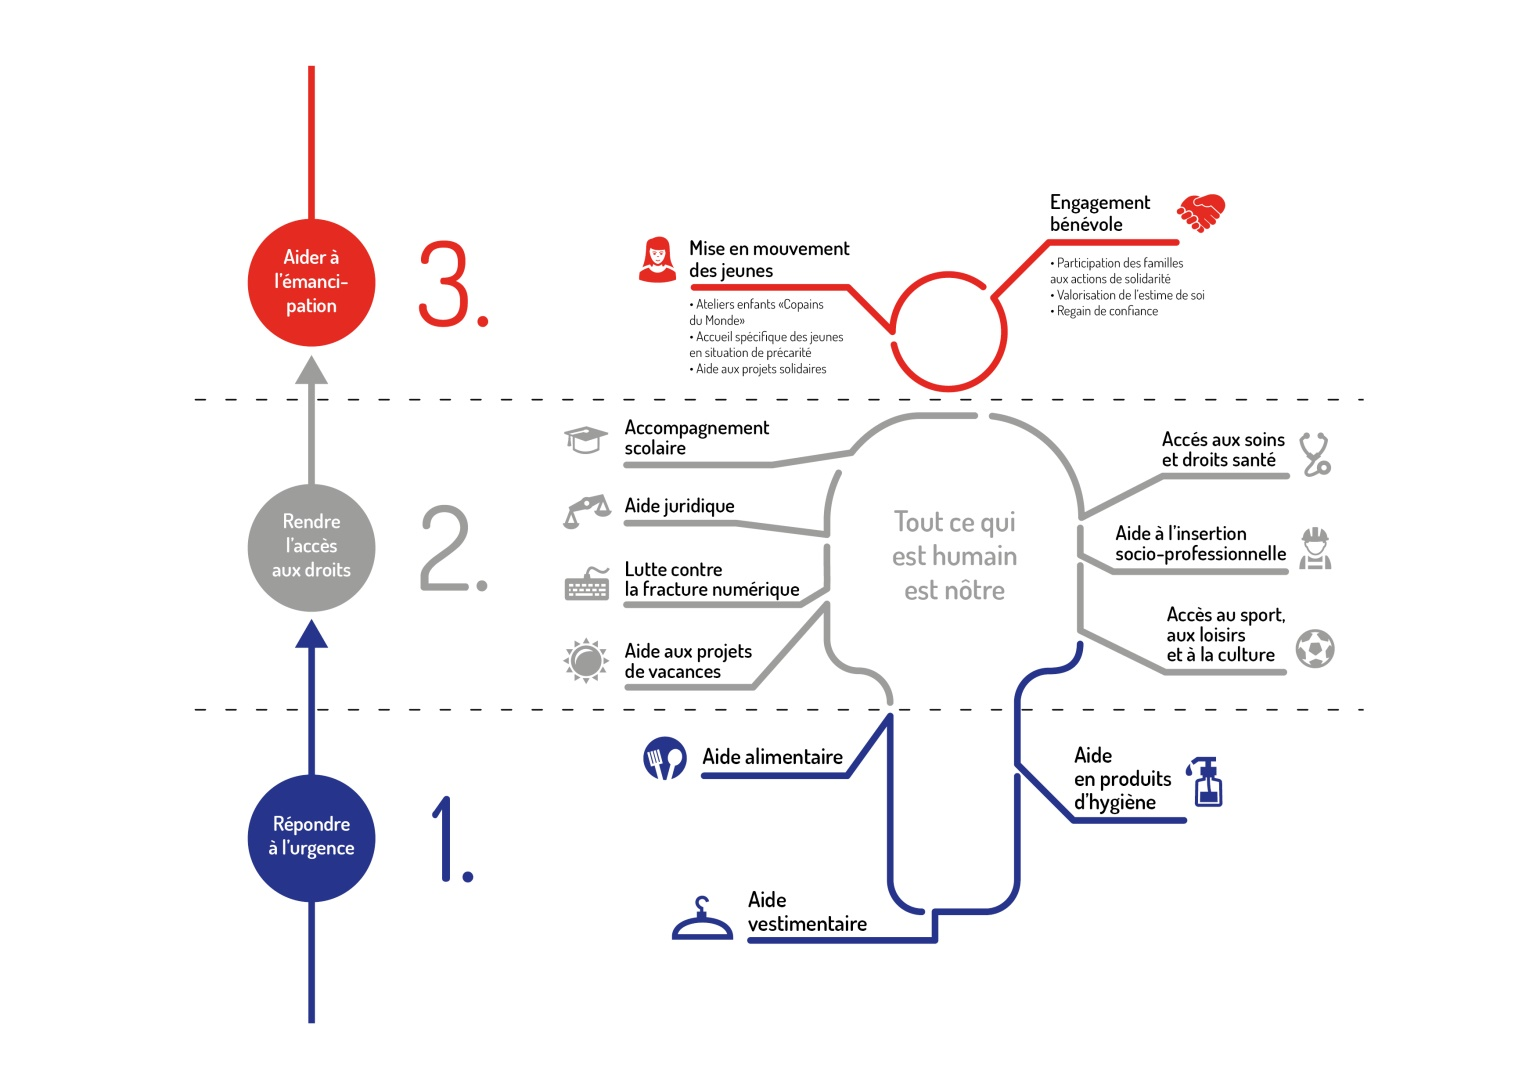 Aider à
l'émanci-
pation
3.
Mise en mouvement
des jeunes
• Ateliers enfants «Copains
du Monde»
• Accueil spécifique des jeunes
en situation de précarité
• Aide aux projets solidaires
Engagement
bénévole
• Participation des familles
aux actions de solidarité
• Valorisation de l'estime de soi
• Regain de confiance
Rendre
l'accès
aux droits
2.
Accompagnement
scolaire
Aide juridique
Lutte contre
la fracture numérique
Aide aux projets
de vacances
Tout ce qui
est humain
est nôtre
Accés aux soins
et droits santé
Aide à l'insertion
socio-professionnelle
Accès au sport,
aux loisirs
et à la culture
Répondre
à l'urgence
1.
Aide alimentaire
Aide
en produits
d'hygiène
Aide
vestimentaire